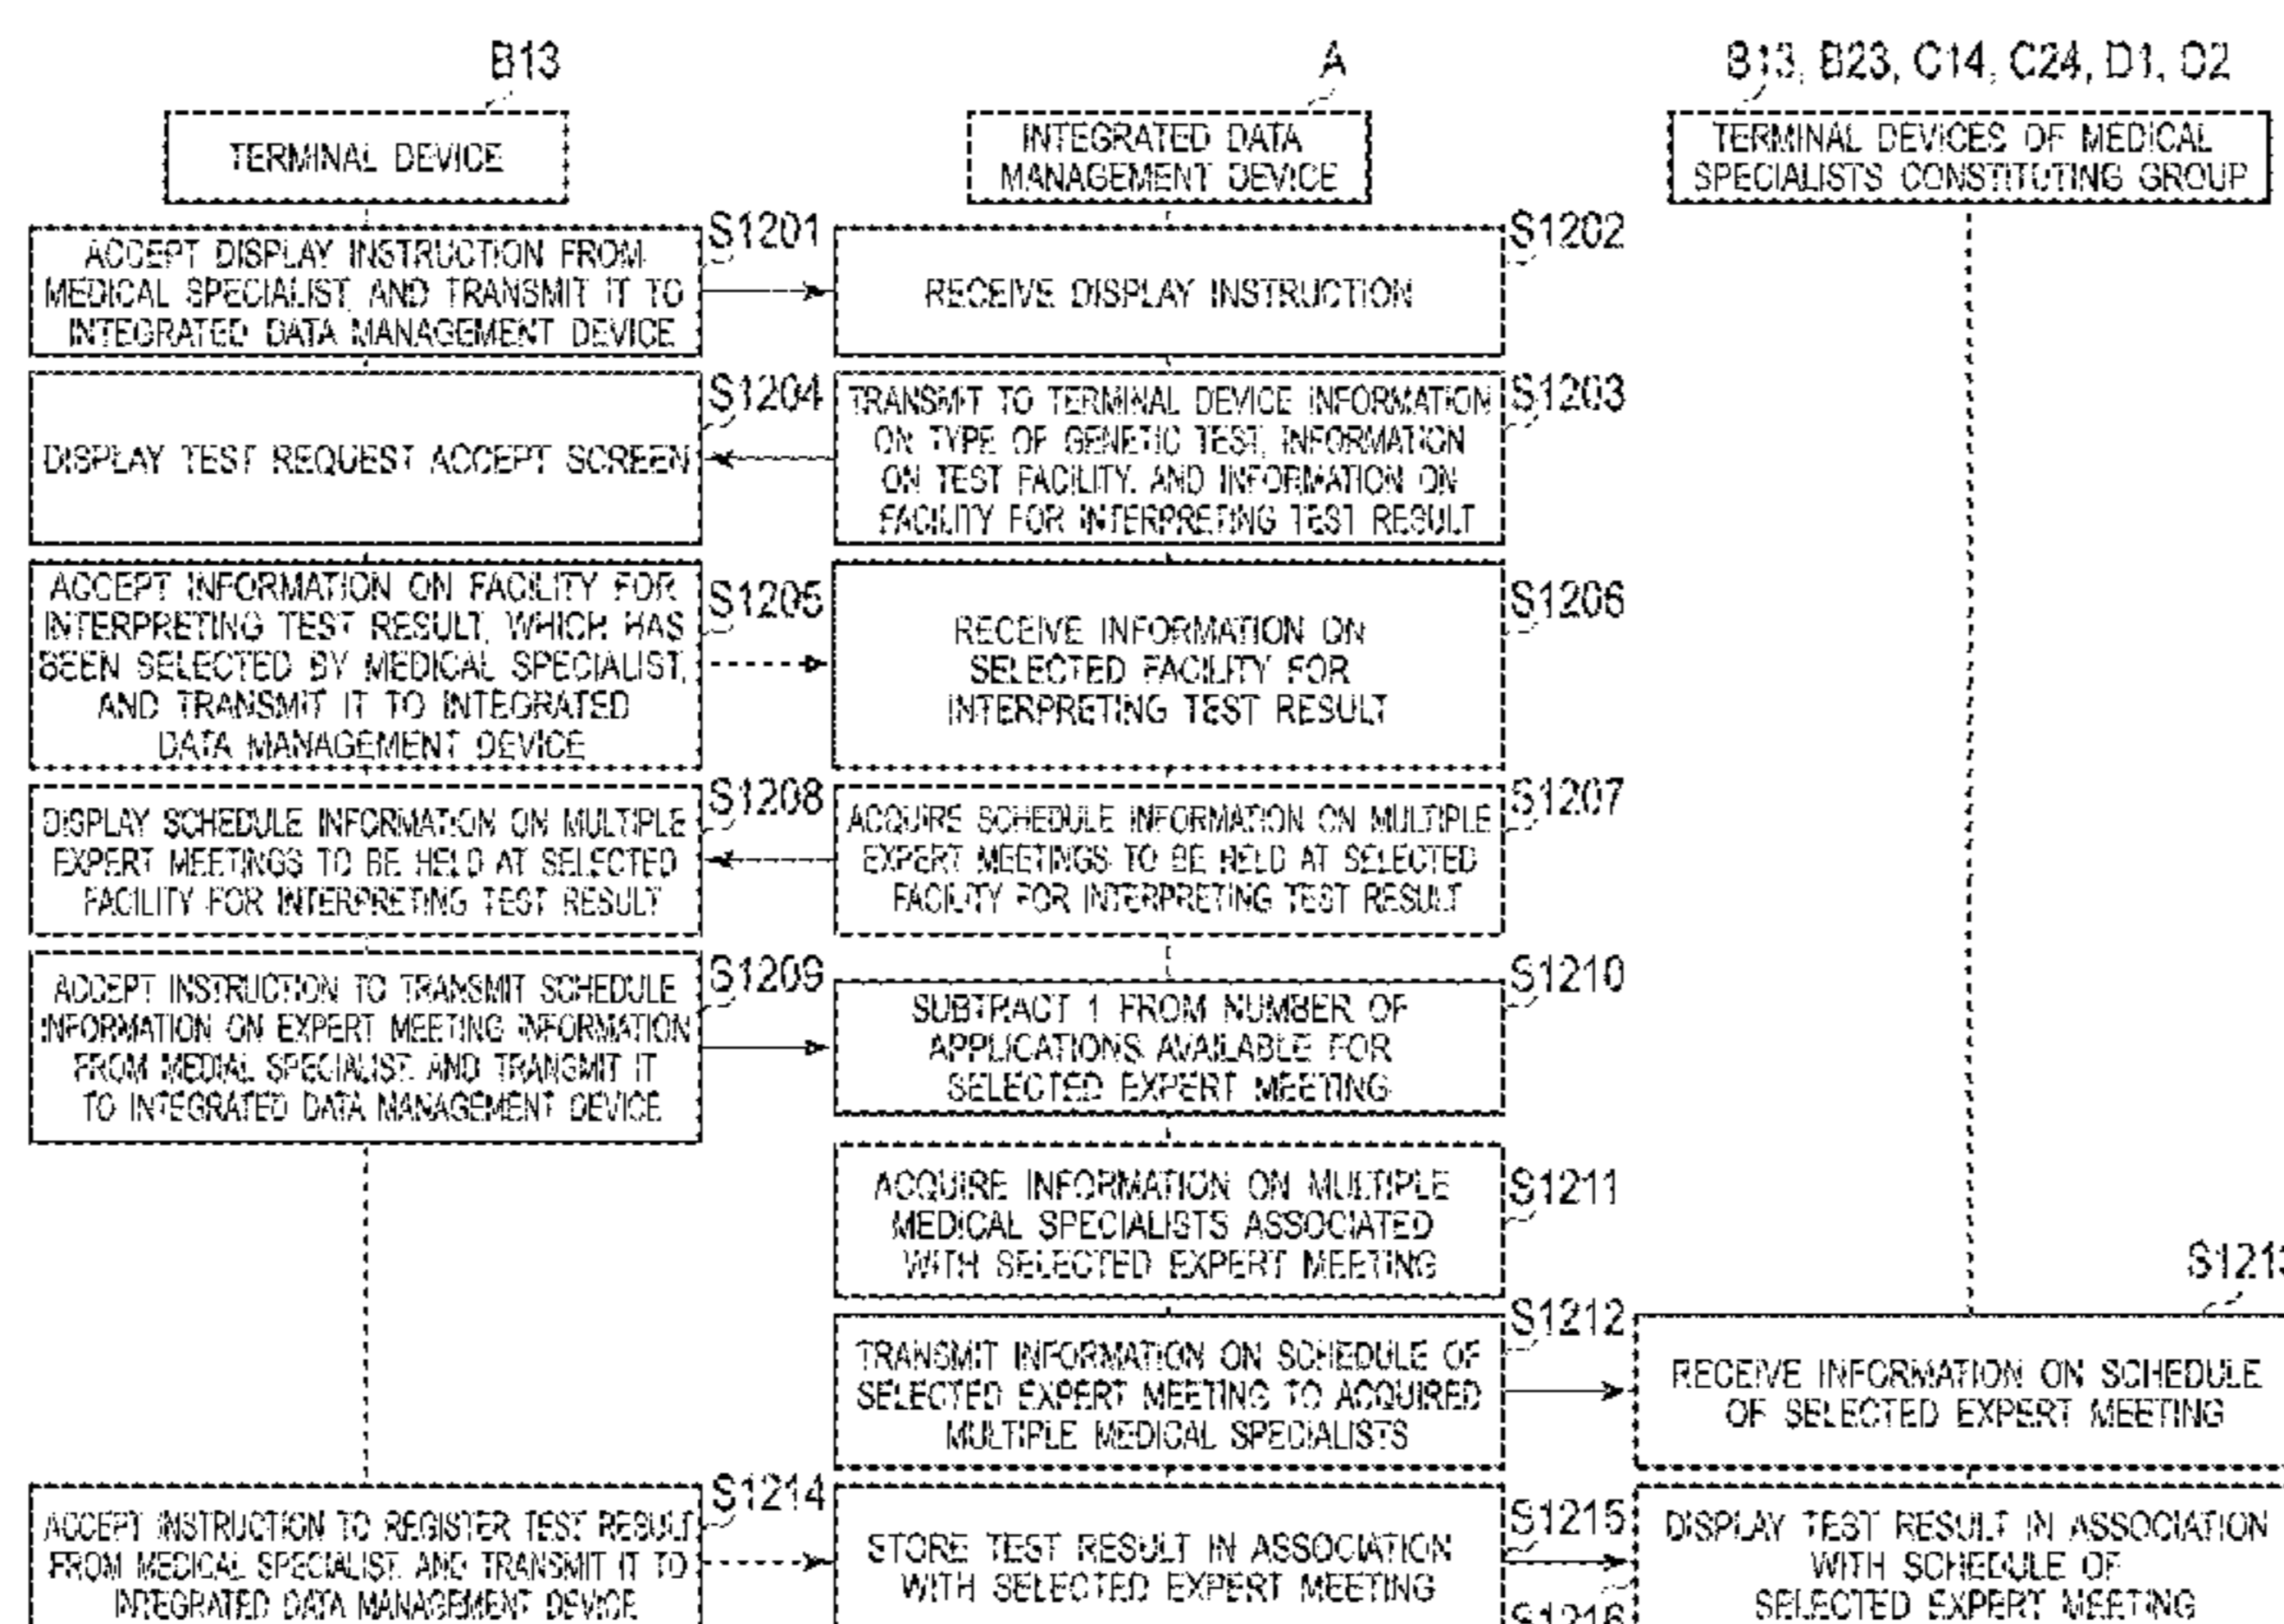 B13
TERMINAL DEVICE
A
INTEGRATED DATA
MANAGEMENT DEVICE
B13, B23, C14, C24, D1, D2
TERMINAL DEVICES OF MEDICAL
SPECIALISTS CONSTITUTING GROUP
S1201
ACCEPT DISPLAY INSTRUCTION FROM
MEDICAL SPECIALIST, AND TRANSMIT IT TO
INTEGRATED DATA MANAGEMENT DEVICE
S1202
RECEIVE DISPLAY INSTRUCTION
S1204
DISPLAY TEST REQUEST ACCEPT SCREEN
S1203
TRANSMIT TO TERMINAL DEVICE INFORMATION
ON TYPE OF GENETIC TEST, INFORMATION
ON TEST FACILITY, AND INFORMATION ON
FACILITY FOR INTERPRETING TEST RESULT
S1205
ACCEPT INFORMATION ON FACILITY FOR
INTERPRETING TEST RESULT, WHICH HAS
BEEN SELECTED BY MEDICAL SPECIALIST,
AND TRANSMIT IT TO INTEGRATED
DATA MANAGEMENT DEVICE
S1206
RECEIVE INFORMATION ON
SELECTED FACILITY FOR
INTERPRETING TEST RESULT
S1208
DISPLAY SCHEDULE INFORMATION ON MULTIPLE
EXPERT MEETINGS TO BE HELD AT SELECTED
FACILITY FOR INTERPRETING TEST RESULT
S1207
ACQUIRE SCHEDULE INFORMATION ON MULTIPLE
EXPERT MEETINGS TO BE HELD AT SELECTED
FACILITY FOR INTERPRETING TEST RESULT
S1209
ACCEPT INSTRUCTION TO TRANSMIT SCHEDULE
INFORMATION ON EXPERT MEETING INFORMATION
FROM MEDIAL SPECIALIST, AND TRANSMIT IT
TO INTEGRATED DATA MANAGEMENT DEVICE
S1210
SUBTRACT 1 FROM NUMBER OF
APPLICATIONS AVAILABLE FOR
SELECTED EXPERT MEETING
S1211
ACQUIRE INFORMATION ON MULTIPLE
MEDICAL SPECIALISTS ASSOCIATED
WITH SELECTED EXPERT MEETING
S1212
TRANSMIT INFORMATION ON SCHEDULE OF
SELECTED EXPERT MEETING TO ACQUIRED
MULTIPLE MEDICAL SPECIALISTS
S1213
RECEIVE INFORMATION ON SCHEDULE
OF SELECTED EXPERT MEETING
S1214
ACCEPT INSTRUCTION TO REGISTER TEST RESULT
FROM MEDICAL SPECIALIST, AND TRANSMIT IT TO
INTEGRATED DATA MANAGEMENT DEVICE
S1215
STORE TEST RESULT IN ASSOCIATION
WITH SELECTED EXPERT MEETING
S1216
DISPLAY TEST RESULT IN ASSOCIATION
WITH SCHEDULE OF
SELECTED EXPERT MEETING